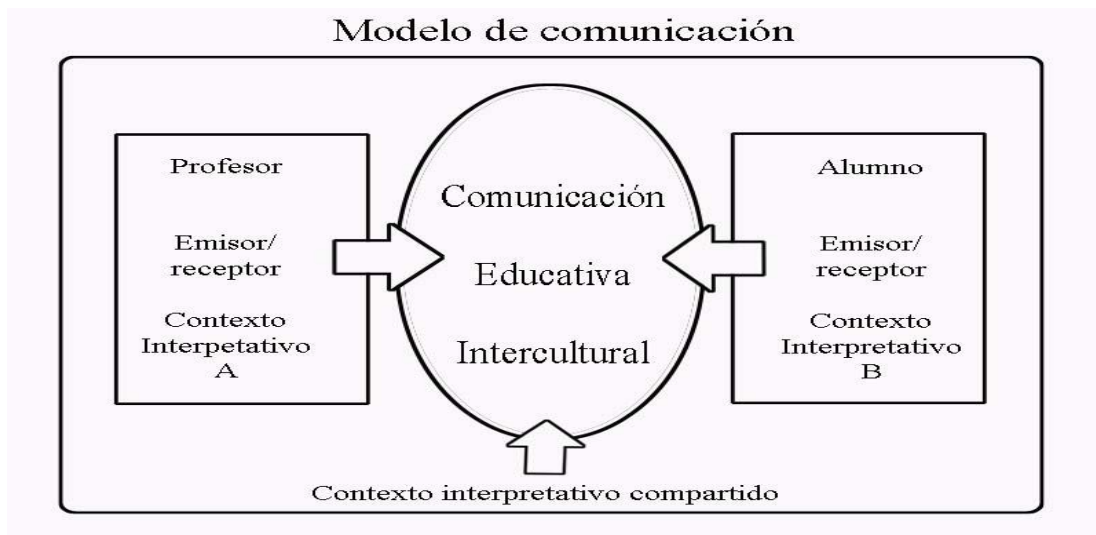 Modelo de comunicación
Profesor
Emisor/
receptor
Contexto
Interpetativo
A
Comunicación
Educativa
Intercultural
Alumno
Emisor/
receptor
Contexto
Interpretativo
B
Contexto interpretativo compartido